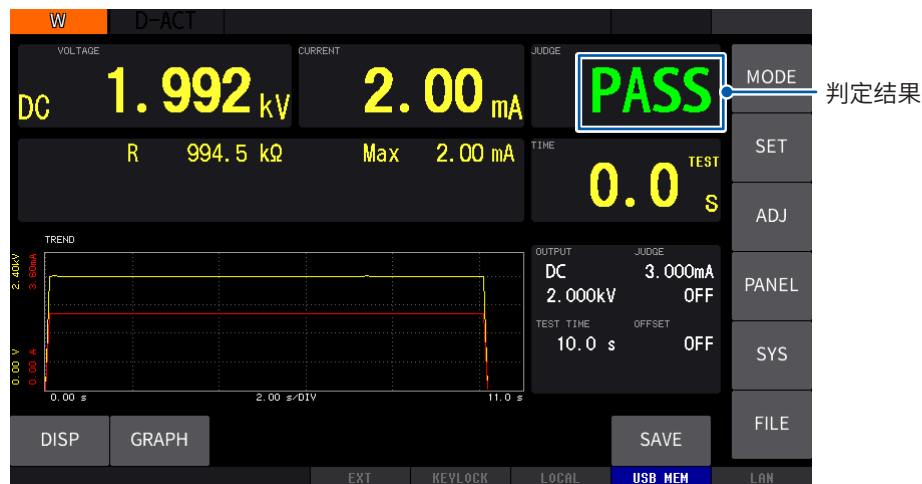 W D-ACT
VOLTAGE CURRENT JUDGE
DC 1.992 kV 2.00 mA PASS
MODE
判定结果
R 994.5 kΩ Max 2.00 mA
TIME
TEST
0.0 s
SET
ADJ
TREND
2.40kV
3.60mA
0.00 V
0.00 A
0.00 s 2.00 s/DIV 11.0 s
OUTPUT JUDGE
DC 3.000mA
2.000kV OFF
TEST TIME OFFSET
10.0 s OFF
PANEL
SYS
FILE
DISP GRAPH SAVE
EXT KEYLOCK LOCAL USB MEM LAN